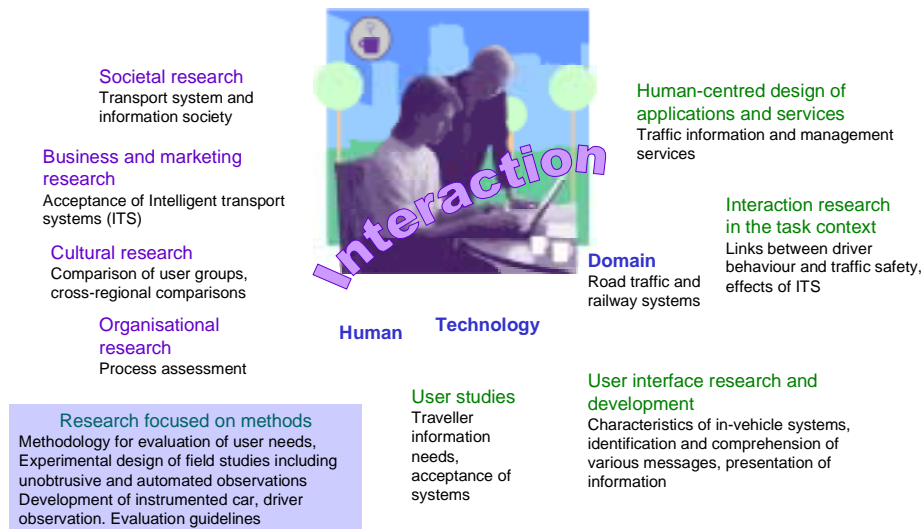 Societal research
Transport system and
information society
Business and marketing
research
Acceptance of Intelligent transport
systems (ITS)
Cultural research
Comparison of user groups,
cross-regional comparisons
Organisational
research
Process assessment
Research focused on methods
Methodology for evaluation of user needs,
Experimental design of field studies including
unobtrusive and automated observations
Development of instrumented car, driver
observation. Evaluation guidelines
Interaction
Human
Technology
Domain
Road traffic and
railway systems
User studies
Traveller
information
needs,
acceptance of
systems
Human-centred design of
applications and services
Traffic information and management
services
Interaction research
in the task context
Links between driver
behaviour and traffic safety,
effects of ITS
User interface research and
development
Characteristics of in-vehicle systems,
identification and comprehension of
various messages, presentation of
information